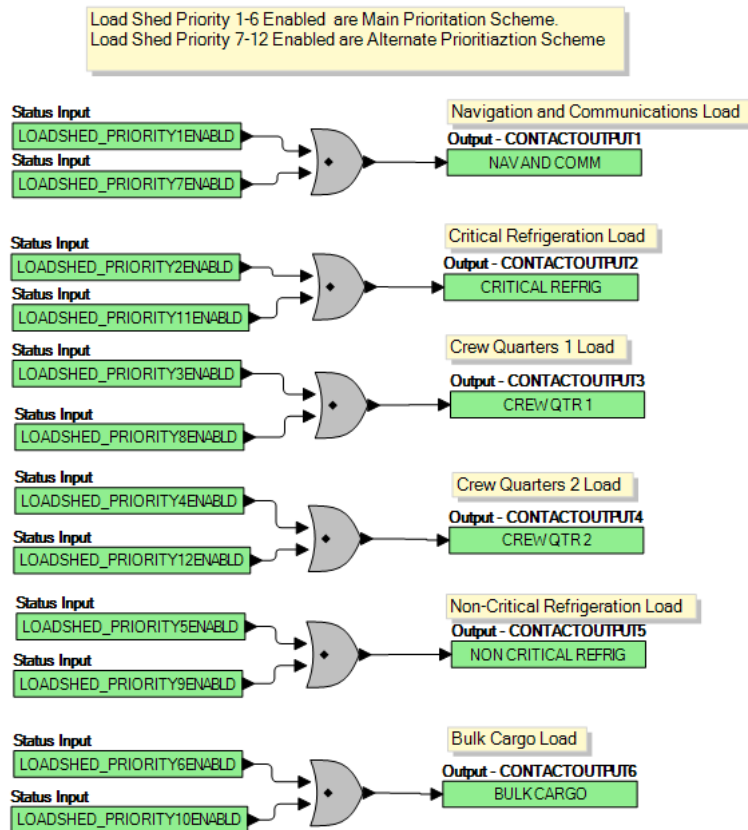 Load Shed Priority 1-6 Enabled  are Main Prioritation Scheme.
Load Shed Priority 7-12 Enabled are Alternate Prioritiaztion Scheme
Status Input
LOADSHED_PRIORITY1ENABLD
Status Input
LOADSHED_PRIORITY7ENABLD
Navigation and Communications Load
Output - CONTACTOUTPUT1
NAV AND COMM
Status Input
LOADSHED_PRIORITY2ENABLD
Status Input
LOADSHED_PRIORITY11ENABLD
Critical Refrigeration Load
Output - CONTACTOUTPUT2
CRITICAL REFRIG
Status Input
LOADSHED_PRIORITY3ENABLD
Status Input
LOADSHED_PRIORITY8ENABLD
Crew Quarters 1 Load
Output - CONTACTOUTPUT3
CREW QTR 1
Status Input
LOADSHED_PRIORITY4ENABLD
Status Input
LOADSHED_PRIORITY12ENABLD
Crew Quarters 2 Load
Output - CONTACTOUTPUT4
CREW QTR 2
Status Input
LOADSHED_PRIORITY5ENABLD
Status Input
LOADSHED_PRIORITY9ENABLD
Non-Critical Refrigeration Load
Output - CONTACTOUTPUT5
NON CRITICAL REFRIG
Status Input
LOADSHED_PRIORITY6ENABLD
Status Input
LOADSHED_PRIORITY10ENABLD
Bulk Cargo Load
Output - CONTACTOUTPUT6
BULK CARGO